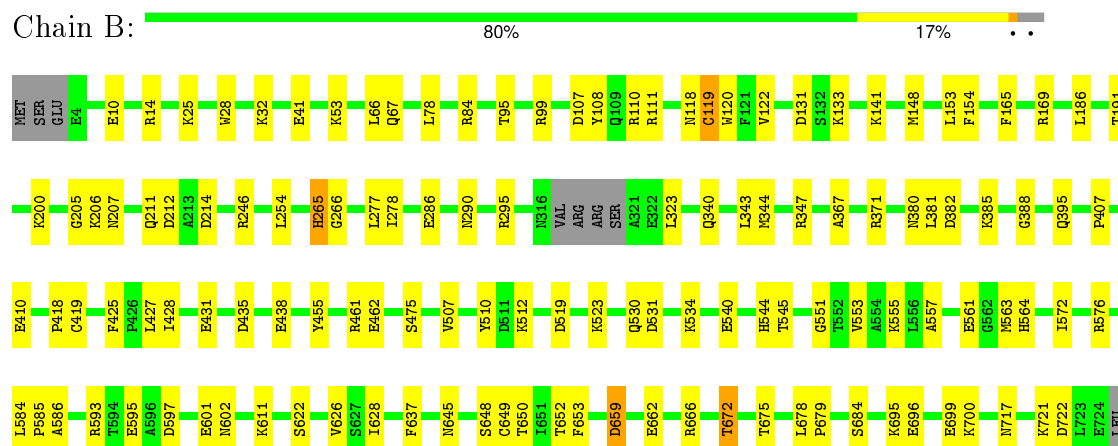 Chain B:
80% 17% • •
MET SER GLU E4 E10 R14 K25 W28 K32 E41 K53 L66 Q67 L78 R84 T95 R99 D107 Y108 Q109 R110 R111 N118 C119 W120 F121 V122 D131 S132 K133 K141 M148 L153 F154 F165 R169 L186 T191
K200 G205 K206 N207 Q211 D212 A213 D214 R246 L254 H265 G266 L277 I278 E286 N290 R295 N316 VAL ARG ARG SER A321 E322 L323 Q340 L343 M344 R347 A367 R371 N380 L381 D382 K385 G388 Q395 P407
E410 P418 C419 F425 P426 L427 I428 E431 D435 E438 Y455 R461 E462 S475 V507 Y510 D511 K512 D519 K523 Q530 D531 K534 E540 H544 T545 G551 T552 V553 A554 K555 L556 A557 E561 G562 M563 H564 I572 R576
L584 P585 A586 R593 T594 E595 A596 D597 E601 N602 K611 S622 V626 S627 I628 F637 N645 S648 C649 T650 I651 T652 F653 D659 E662 R666 T672 T675 L678 P679 S684 K695 E696 E699 K700 N717 K721 D722 L723 E724